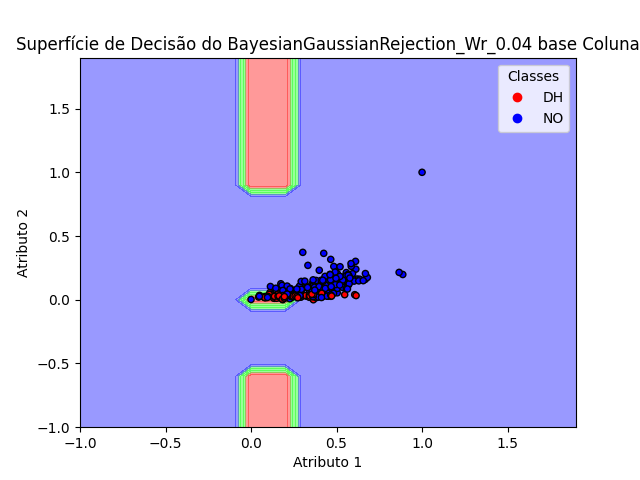 Superfície de Decisão do BayesianGaussianRejection_Wr_0.04 base Coluna
Classes
DH
NO
1.5
1.0
0.5
0.0
−0.5
−1.0
Atributo 2
−1.0 −0.5 0.0 0.5 1.0 1.5
Atributo 1